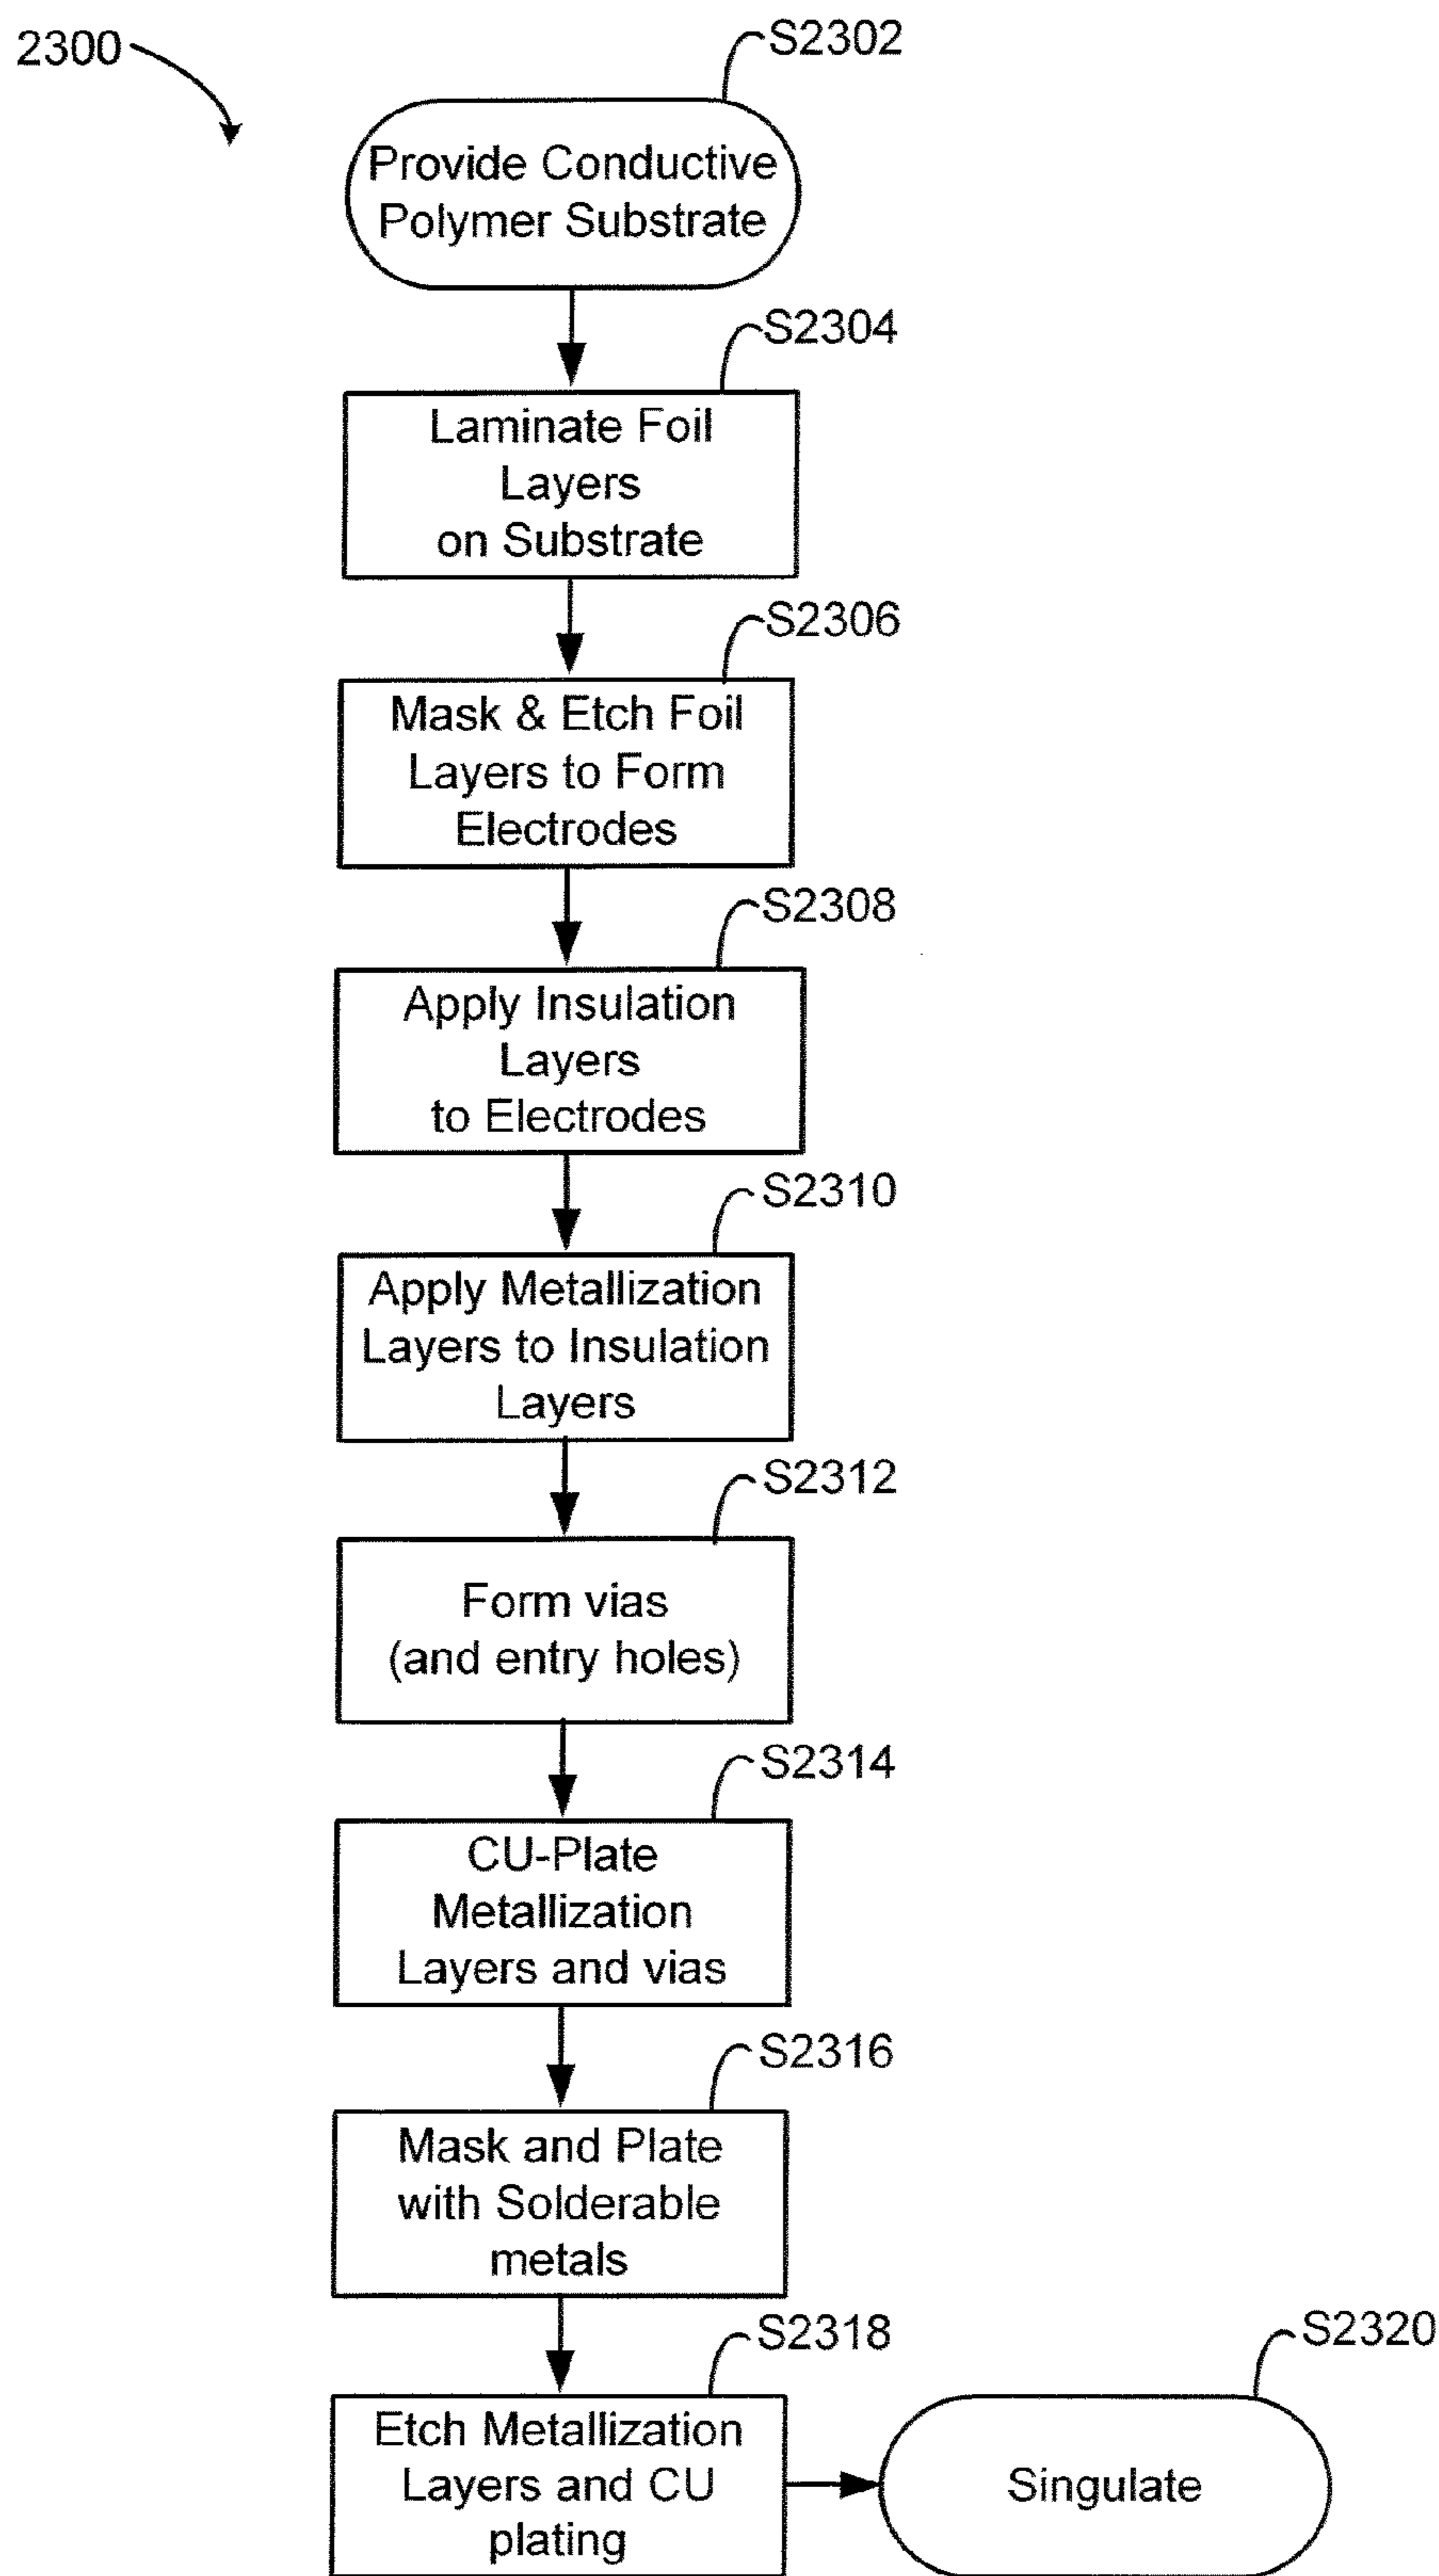 2300
S2302
Provide Conductive
Polymer Substrate
S2304
Laminate Foil
Layers
on Substrate
S2306
Mask & Etch Foil
Layers to Form
Electrodes
S2308
Apply Insulation
Layers
to Electrodes
S2310
Apply Metallization
Layers to Insulation
Layers
S2312
Form vias
(and entry holes)
S2314
CU-Plate
Metallization
Layers and vias
S2316
Mask and Plate
with Solderable
metals
S2318
Etch Metallization
Layers and CU
plating
S2320
Singulate